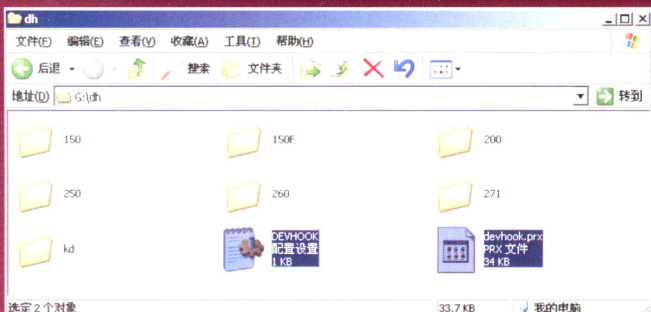 dh
文件(F) 编辑(E) 查看(V) 收藏(A) 工具(T) 帮助(H)
后退 搜索 文件夹
地址(D) G:\dh 转到
150 150F 200
250 260 271
kd DEVHOOK devhook.prx
配置设置 PRX 文件
1 KB 34 KB
选定 2 个对象 33.7 KB 我的电脑